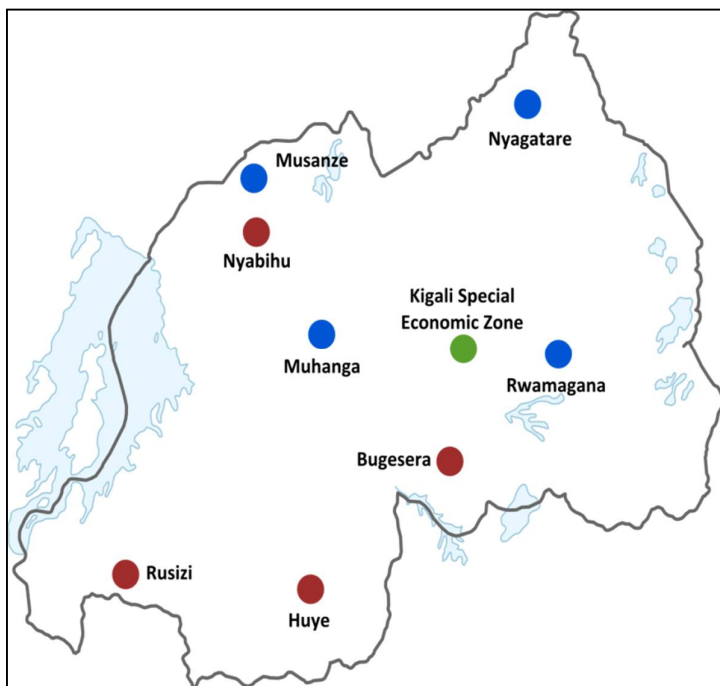 Nyagatare
Musanze
Nyabihu
Kigali Special
Economic Zone
Muhanga
Rwamagana
Bugesera
Rusizi
Huye